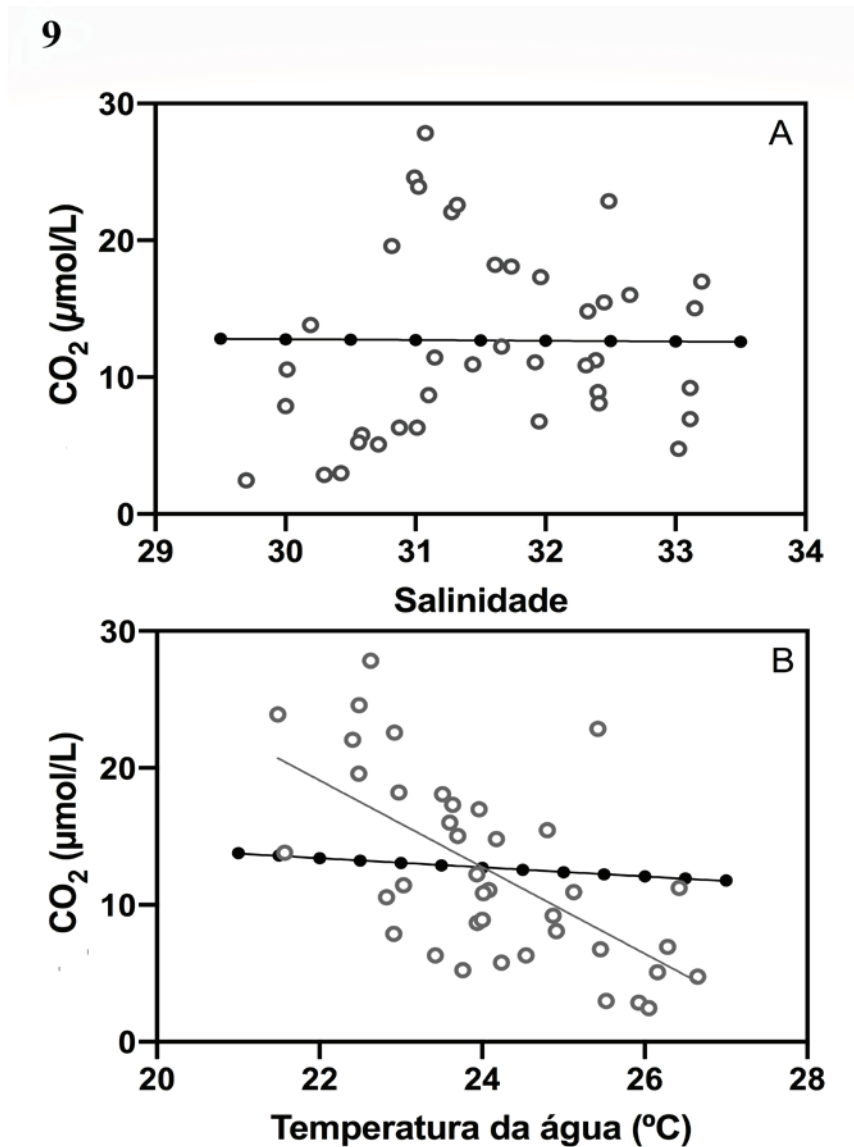 9
A
30
20
10
0
CO2 (µmol/L)
29 30 31 32 33 34
Salinidade
B
30
20
10
0
CO2 (µmol/L)
20 22 24 26 28
Temperatura da água (ºC)